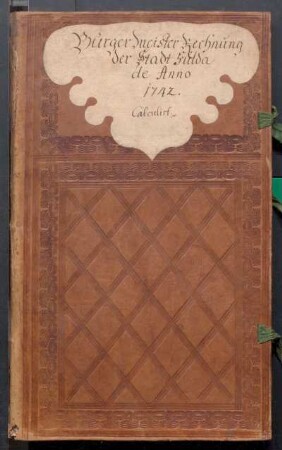 Bürger Meister Rechnung
der Stadt Fulda
de Anno
1742.
Calculirt